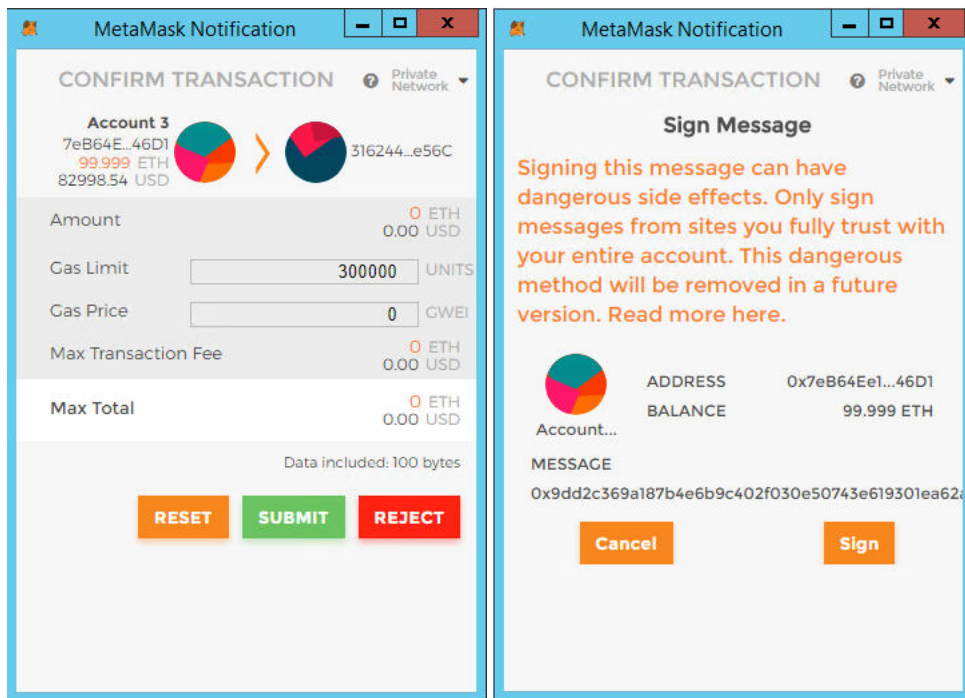 MetaMask Notification
CONFIRM TRANSACTION
Private
Network
Account 3
7eB64E...46D1
99.999 ETH
82998.54 USD
316244...e56C
Amount
0 ETH
0.00 USD
Gas Limit
300000 UNITS
Gas Price
0 GWEI
Max Transaction Fee
0 ETH
0.00 USD
Max Total
0 ETH
0.00 USD
Data included: 100 bytes
RESET
SUBMIT
REJECT
MetaMask Notification
CONFIRM TRANSACTION
Private
Network
Sign Message
Signing this message can have
dangerous side effects. Only sign
messages from sites you fully trust with
your entire account. This dangerous
method will be removed in a future
version. Read more here.
ADDRESS 0x7eB64Ee1...46D1
BALANCE 99.999 ETH
Account...
MESSAGE
0x9dd2c369a187b4e6b9c402f030e50743e619301ea62a
Cancel
Sign